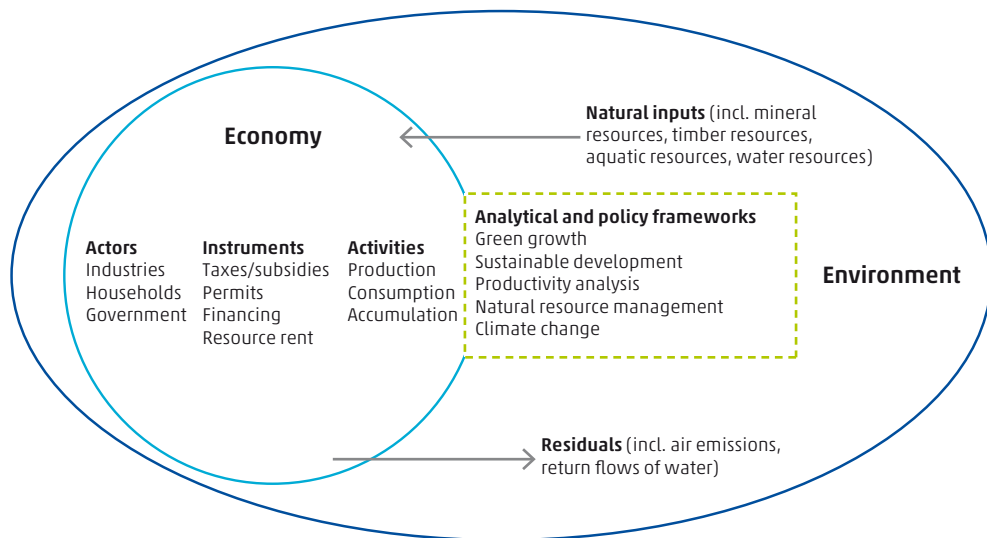 Natural inputs (incl. mineral
resources, timber resources,
aquatic resources, water resources)
Economy
Analytical and policy frameworks
Green growth
Sustainable development
Productivity analysis
Natural resource management
Climate change
Actors
Industries
Households
Government
Instruments
Taxes/subsidies
Permits
Financing
Resource rent
Activities
Production
Consumption
Accumulation
Environment
Residuals (incl. air emissions,
return flows of water)